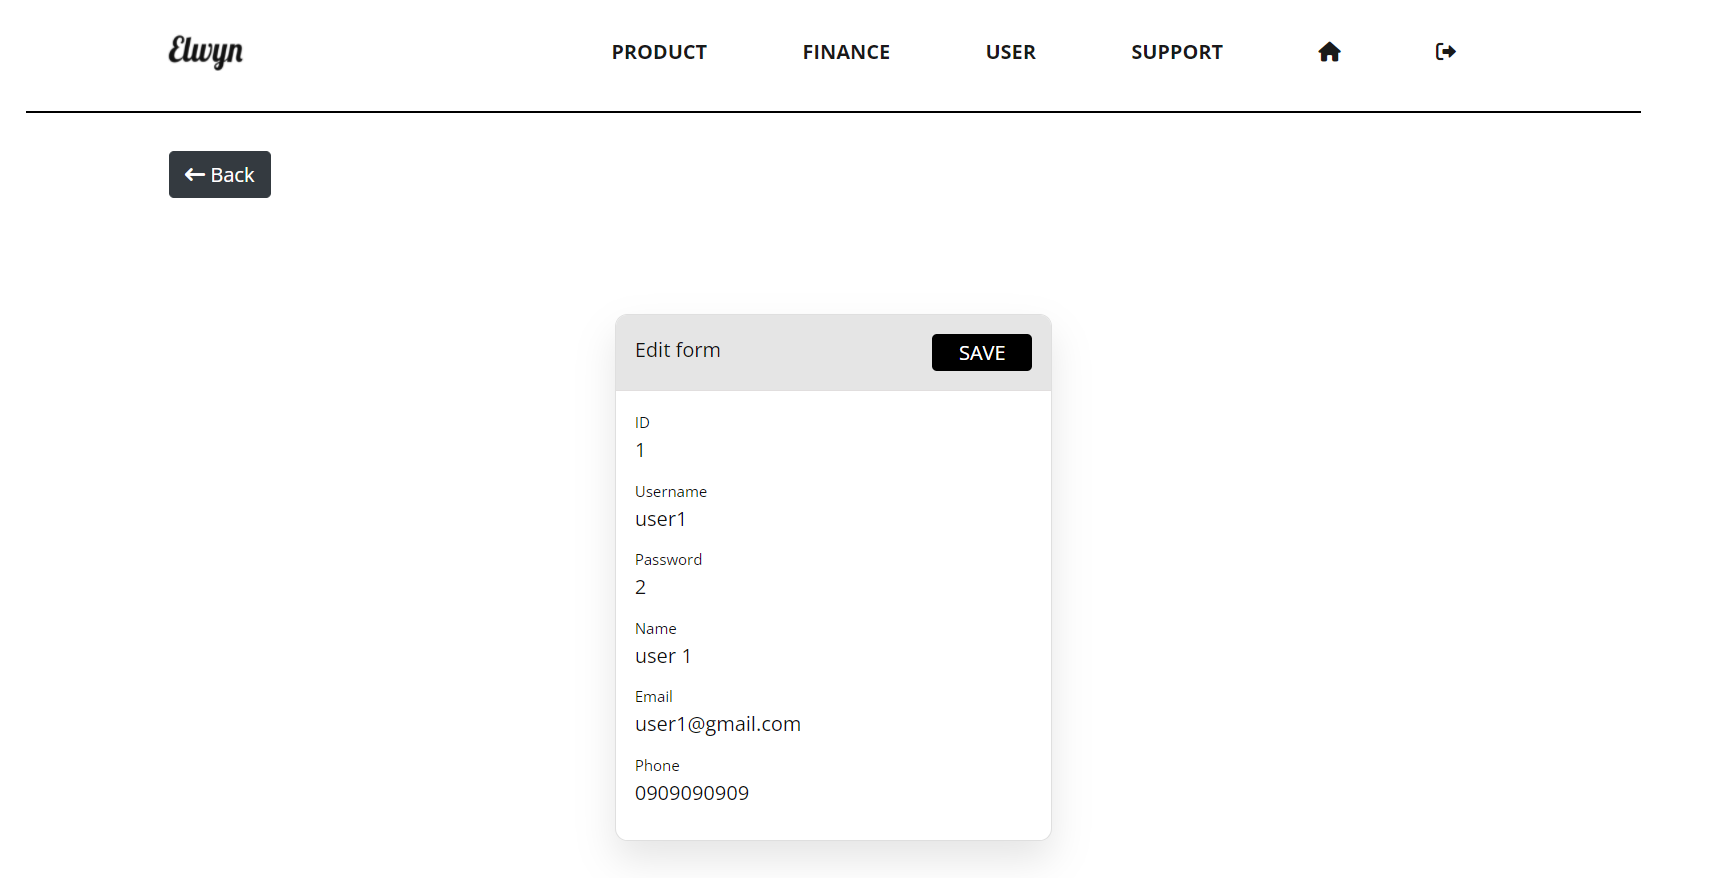 Elwyn
PRODUCT FINANCE USER SUPPORT
Back
Edit form SAVE
ID
1
Username
user1
Password
2
Name
user 1
Email
user1@gmail.com
Phone
0909090909